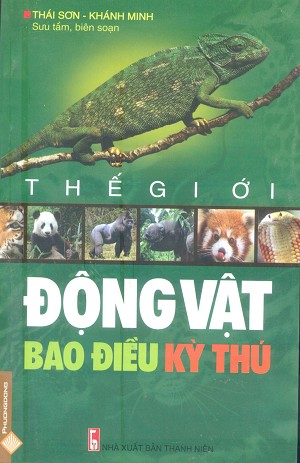 THÁI SƠN - KHÁNH MINH
Sưu tầm, biên soạn
THẾ GIỚI
ĐỘNG VẬT
BAO ĐIỀU KỲ THÚ
PHUONGDONG
NHÀ XUẤT BẢN THANH NIÊN